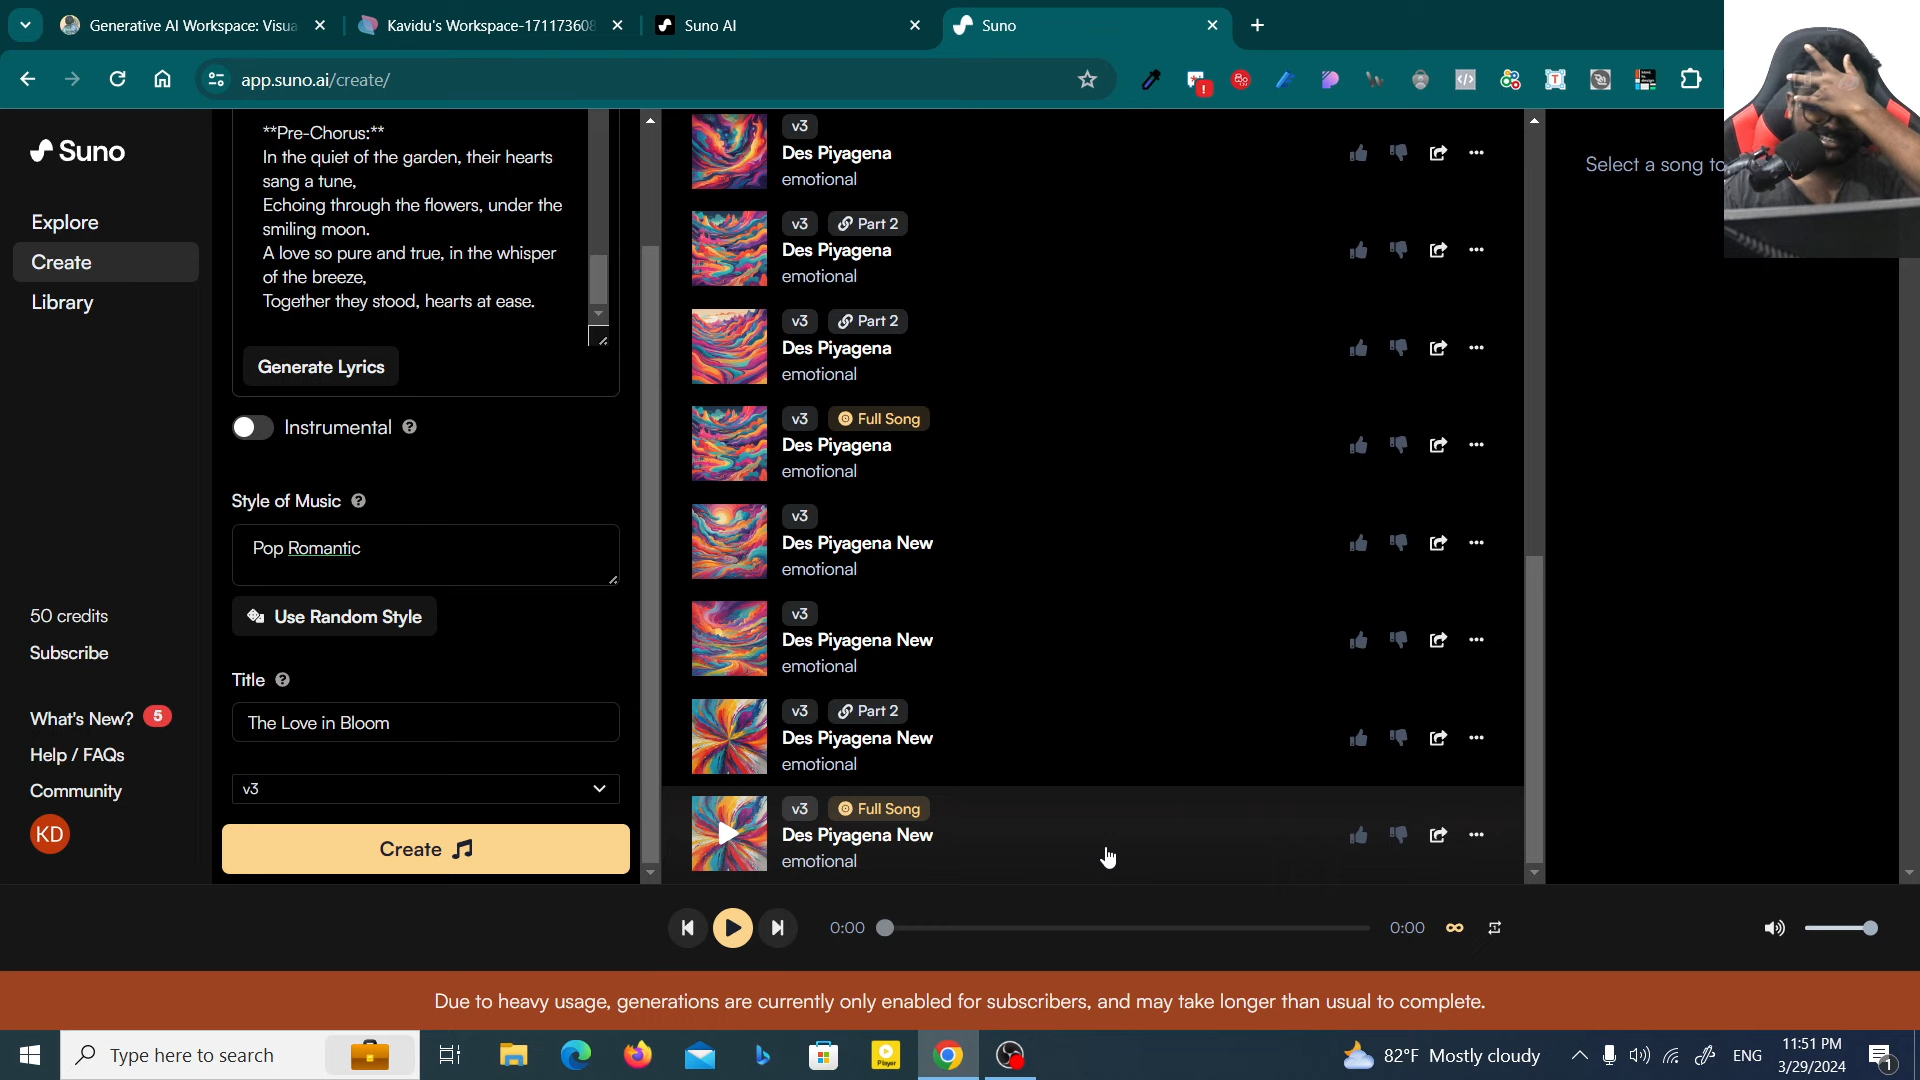 Generative AI Workspace: Visua
Kavidu's Workspace-171117360
Suno AI
Suno
app.suno.ai/create/
Suno
Explore
Create
Library
50 credits
Subscribe
What's New? 5
Help / FAQs
Community
KD
**Pre-Chorus:**
In the quiet of the garden, their hearts
sang a tune,
Echoing through the flowers, under the
smiling moon.
A love so pure and true, in the whisper
of the breeze,
Together they stood, hearts at ease.
Generate Lyrics
Instrumental
Style of Music
Pop Romantic
Use Random Style
Title
The Love in Bloom
v3
Create
v3
Des Piyagena
emotional
v3 Part 2
Des Piyagena
emotional
v3 Part 2
Des Piyagena
emotional
v3 Full Song
Des Piyagena
emotional
v3
Des Piyagena New
emotional
v3
Des Piyagena New
emotional
v3 Part 2
Des Piyagena New
emotional
v3 Full Song
Des Piyagena New
emotional
Select a song to
0:00 0:00
Due to heavy usage, generations are currently only enabled for subscribers, and may take longer than usual to complete.
Type here to search
82°F Mostly cloudy
ENG
11:51 PM
3/29/2024
1